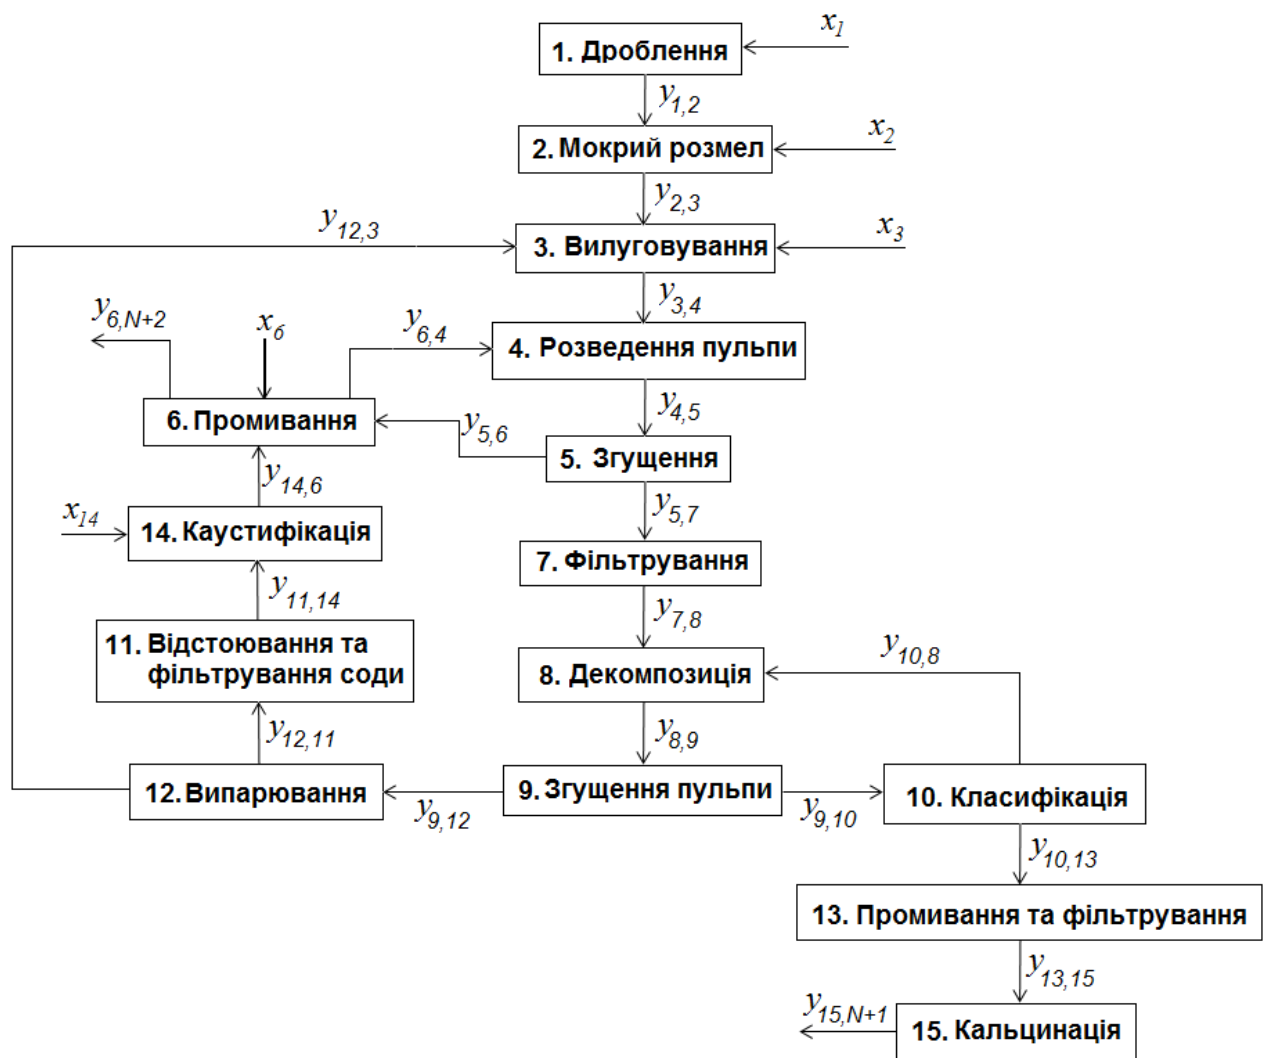 x1
1. Дроблення
y1,2
x2
2. Мокрий розмел
y2,3
y12,3
x3
3. Вилуговування
y3,4
y6,N+2
x6
y6,4
4. Розведення пульпи
y4,5
6. Промивання
y5,6
5. Згущення
y14,6
x14
y5,7
14. Каустифікація
7. Фільтрування
y11,14
y7,8
11. Відстоювання та
фільтрування соди
y10,8
8. Декомпозиція
y12,11
y8,9
12. Випарювання
9. Згущення пульпи
10. Класифікація
y9,12
y9,10
y10,13
13. Промивання та фільтрування
y13,15
y15,N+1
15. Кальцинація